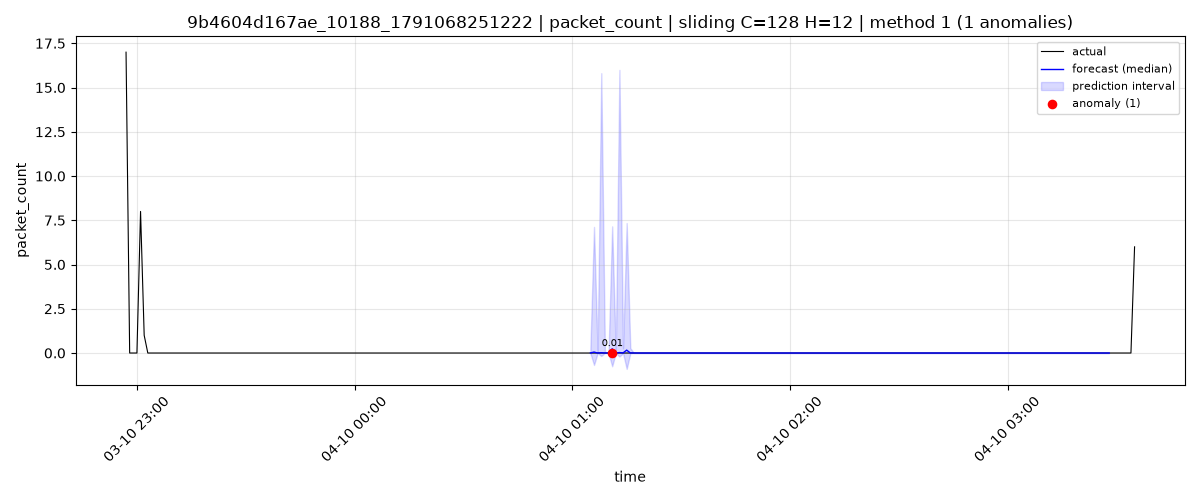 9b4604d167ae_10188_1791068251222 | packet_count | sliding C=128 H=12 | method 1 (1 anomalies)
17.5
15.0
12.5
10.0
7.5
5.0
2.5
0.0
packet_count
actual
forecast (median)
prediction interval
anomaly (1)
0.01
03-10 23:00
04-10 00:00
04-10 01:00
04-10 02:00
04-10 03:00
time